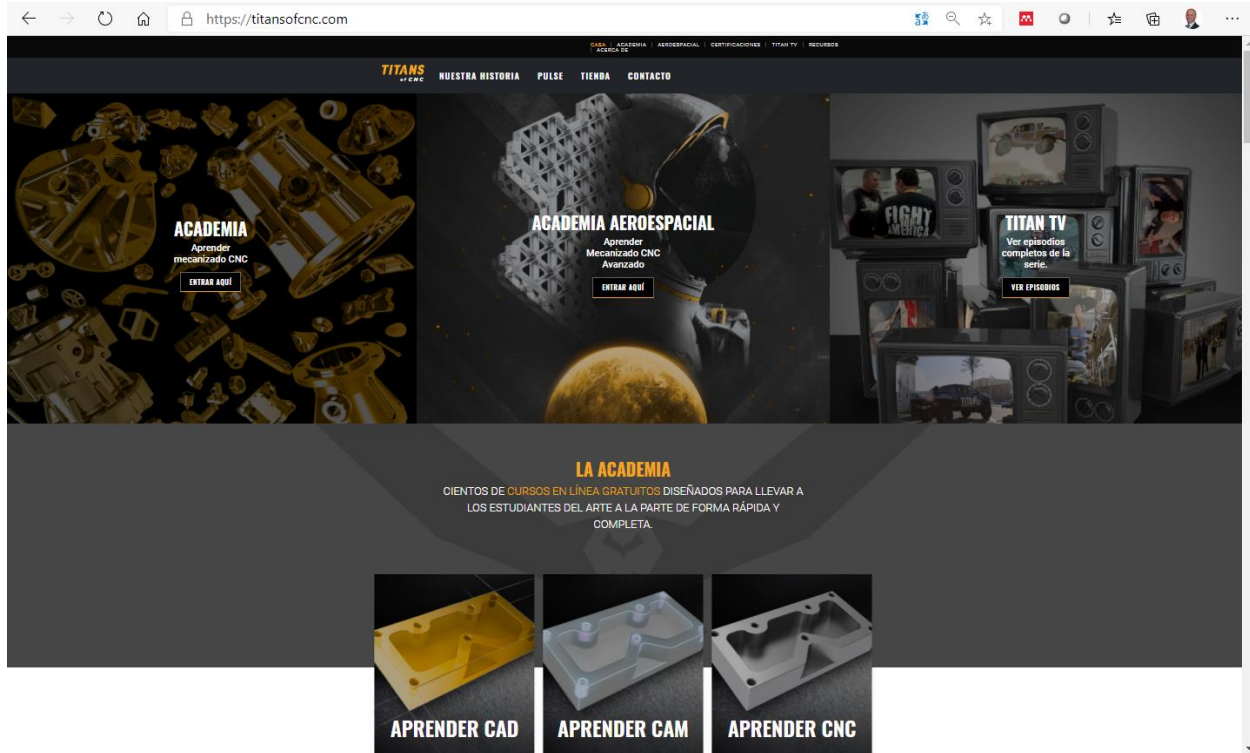 https://titansofcnc.com
CASA | ACADEMIA | AEROESPACIAL | CERTIFICACIONES | TITAN TV | RECURSOS
| ACERCA DE
TITANS
OF CNC
NUESTRA HISTORIA PULSE TIENDA CONTACTO
ACADEMIA
Aprender
mecanizado CNC
ENTRAR AQUÍ
ACADEMIA AEROESPACIAL
Aprender
Mecanizado CNC
Avanzado
ENTRAR AQUÍ
FIGHT
AMERICA
TITAN TV
Ver episodios
completos de la
serie.
VER EPISODIOS
LA ACADEMIA
CIENTOS DE CURSOS EN LÍNEA GRATUITOS DISEÑADOS PARA LLEVAR A
LOS ESTUDIANTES DEL ARTE A LA PARTE DE FORMA RÁPIDA Y
COMPLETA.
APRENDER CAD
APRENDER CAM
APRENDER CNC